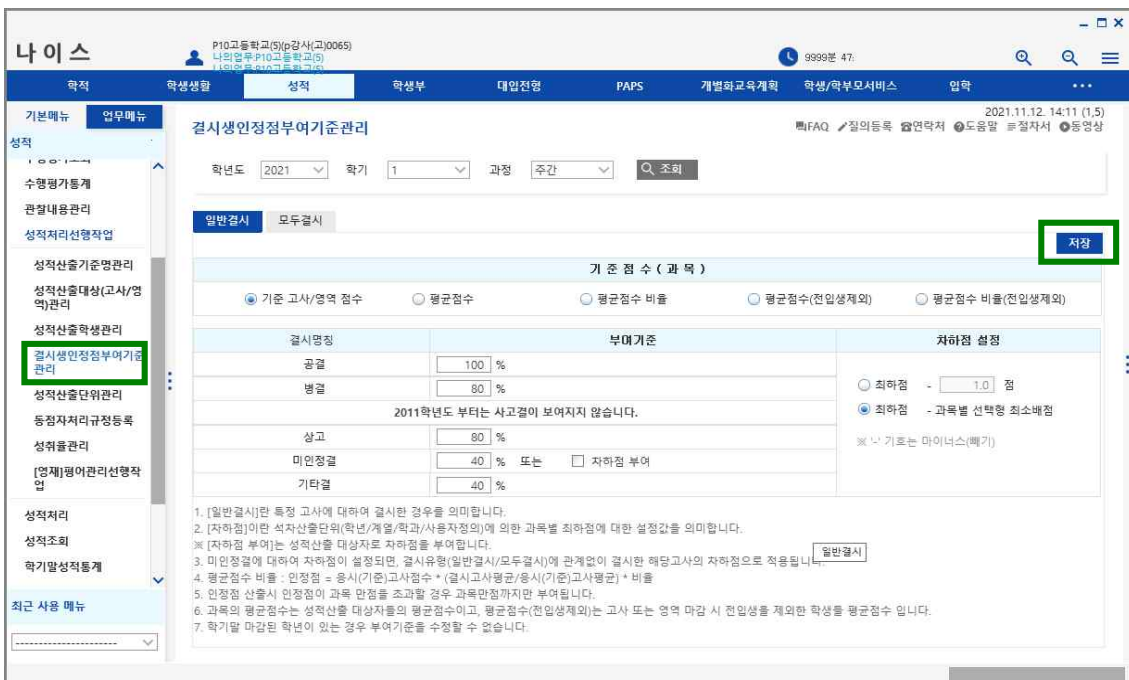 나이스
P10고등학교(5)(p강사(고)0065)
나의업무:P10고등학교(5)
나의업무:P10고등학교(5)
9999분 47:
학적 학생생활 성적 학생부 대입전형 PAPS 개별화교육계획 학생/학부모서비스 입학 ...
기본메뉴 업무메뉴
성적
수행평가통계
관찰내용관리
성적처리선행작업
성적산출기준명관리
성적산출대상(고사/영
역)관리
성적산출학생관리
결시생인정점부여기준
관리
성적산출단위관리
동점자처리규정등록
성취율관리
[영재]평어관리선행작
업
성적처리
성적조회
학기말성적통계
최근 사용 메뉴
----------------------
2021.11.12. 14:11 (1,5)
결시생인정점부여기준관리
FAQ 질의등록 연락처 도움말 절차서 동영상
학년도 2021 학기 1 과정 주간 조회
일반결시 모두결시
저장
기 준 점 수 ( 과 목 )
기준 고사/영역 점수 평균점수 평균점수 비율 평균점수(전입생제외) 평균점수 비율(전입생제외)
결시명칭 부여기준 차하점 설정
공결 100 %
병결 80 %
2011학년도 부터는 사고결이 보여지지 않습니다.
상고 80 %
미인정결 40 % 또는 차하점 부여
기타결 40 %
최하점 - 1.0 점
최하점 - 과목별 선택형 최소배점
※ '-' 기호는 마이너스(빼기)
1. [일반결시]란 특정 고사에 대하여 결시한 경우를 의미합니다.
2. [차하점]이란 석차산출단위(학년/계열/학과/사용자정의)에 의한 과목별 최하점에 대한 설정값을 의미합니다.
※ [차하점 부여]는 성적산출 대상자로 차하점을 부여합니다.
3. 미인정결에 대하여 차하점이 설정되면, 결시유형(일반결시/모두결시)에 관계없이 결시한 해당고사의 차하점으로 적용됩니다.
일반결시
4. 평균점수 비율 : 인정점 = 응시(기준)고사점수 * (결시고사평균/응시(기준)고사평균) * 비율
5. 인정점 산출시 인정점이 과목 만점을 초과할 경우 과목만점까지만 부여됩니다.
6. 과목의 평균점수는 성적산출 대상자들의 평균점수이고, 평균점수(전입생제외)는 고사 또는 영역 마감 시 전입생을 제외한 학생들 평균점수 입니다.
7. 학기말 마감된 학년이 있는 경우 부여기준을 수정할 수 없습니다.